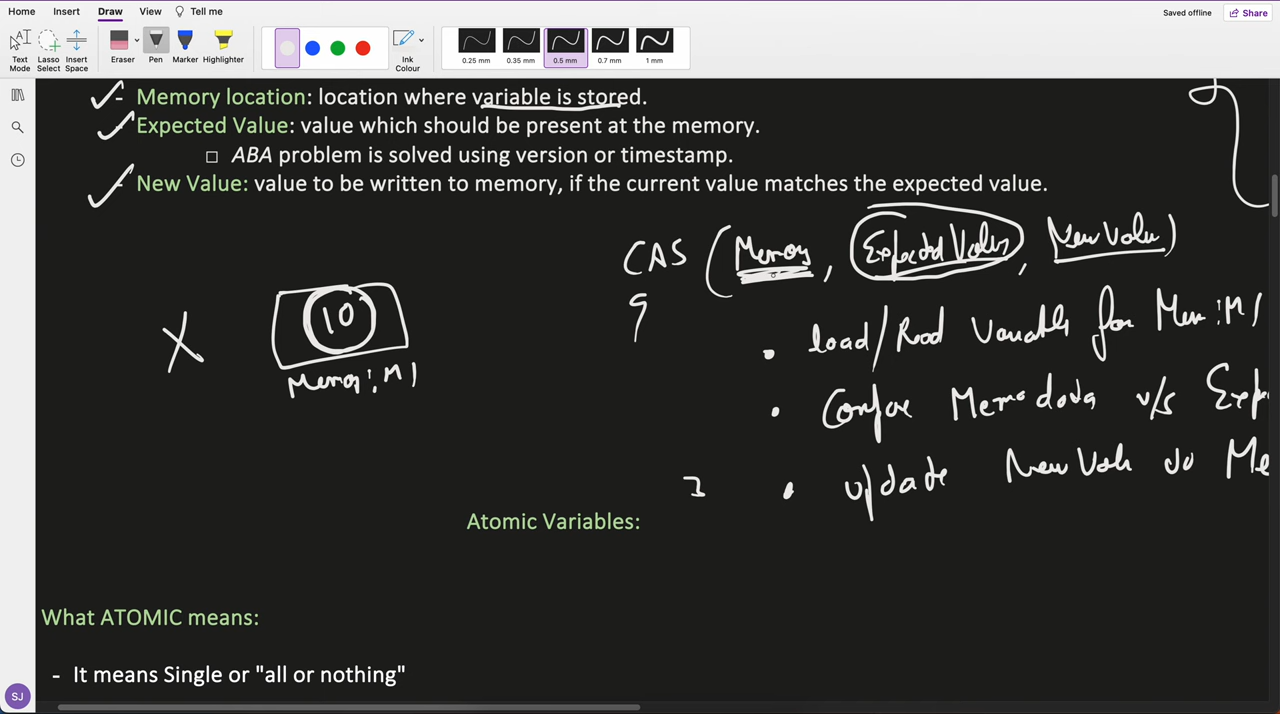 Home Insert Draw View Tell me Saved offline Share
Text Mode Lasso Select Insert Space Eraser Pen Marker Highlighter Ink Colour 0.25 mm 0.35 mm 0.5 mm 0.7 mm 1 mm
- Memory location: location where variable is stored.
- Expected Value: value which should be present at the memory.
□ ABA problem is solved using version or timestamp.
- New Value: value to be written to memory, if the current value matches the expected value.
CAS (Memory, Expected Value, New Value)
X 10
Memory: M1
• load/Read Variable for Mem: M1
• Compare Memo data v/s Exp
• update New Value to Me
Atomic Variables:
What ATOMIC means:
- It means Single or "all or nothing"
SJ